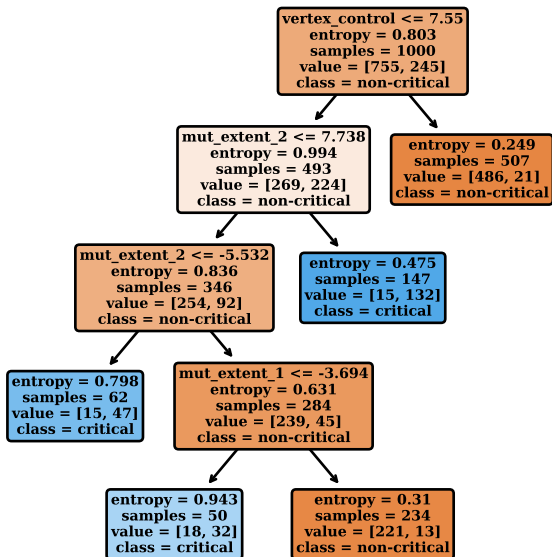 vertex_control <= 7.55
entropy = 0.803
samples = 1000
value = [755, 245]
class = non-critical
mut_extent_2 <= 7.738
entropy = 0.994
samples = 493
value = [269, 224]
class = non-critical
entropy = 0.249
samples = 507
value = [486, 21]
class = non-critical
mut_extent_2 <= -5.532
entropy = 0.836
samples = 346
value = [254, 92]
class = non-critical
entropy = 0.475
samples = 147
value = [15, 132]
class = critical
entropy = 0.798
samples = 62
value = [15, 47]
class = critical
mut_extent_1 <= -3.694
entropy = 0.631
samples = 284
value = [239, 45]
class = non-critical
entropy = 0.943
samples = 50
value = [18, 32]
class = critical
entropy = 0.31
samples = 234
value = [221, 13]
class = non-critical